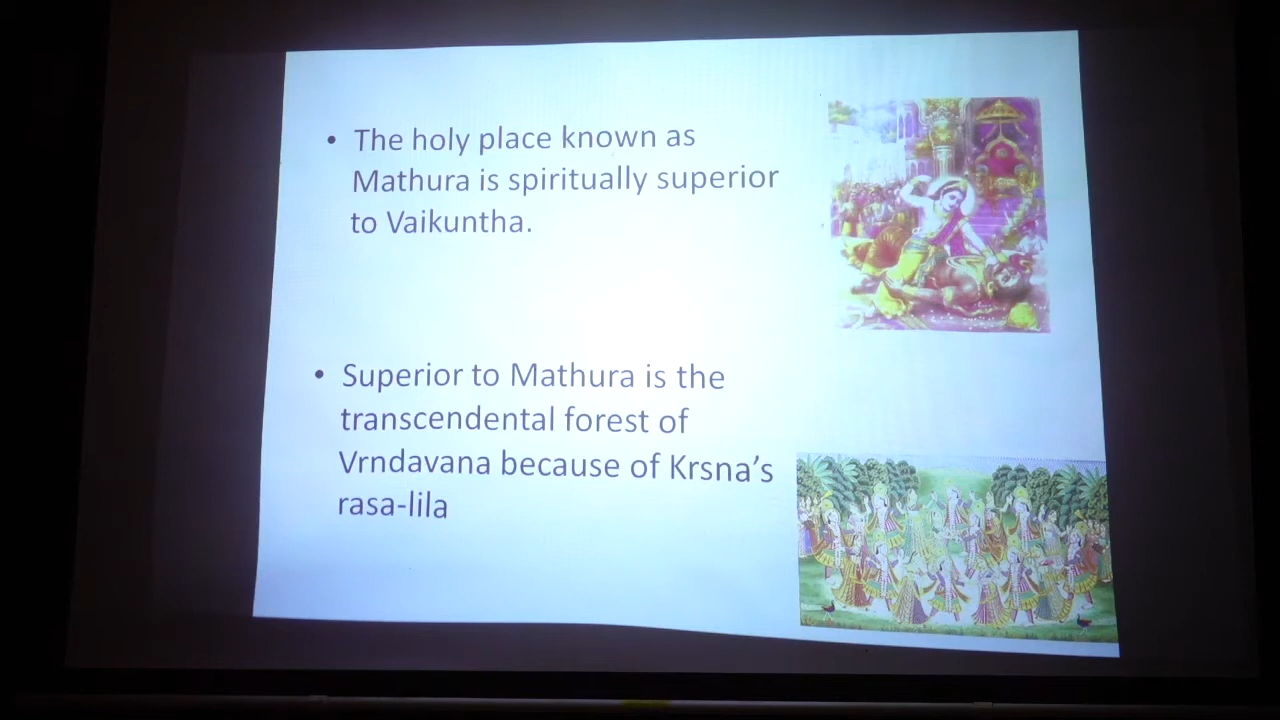 • The holy place known as
Mathura is spiritually superior
to Vaikuntha.
• Superior to Mathura is the
transcendental forest of
Vrndavana because of Krsna's
rasa-lila